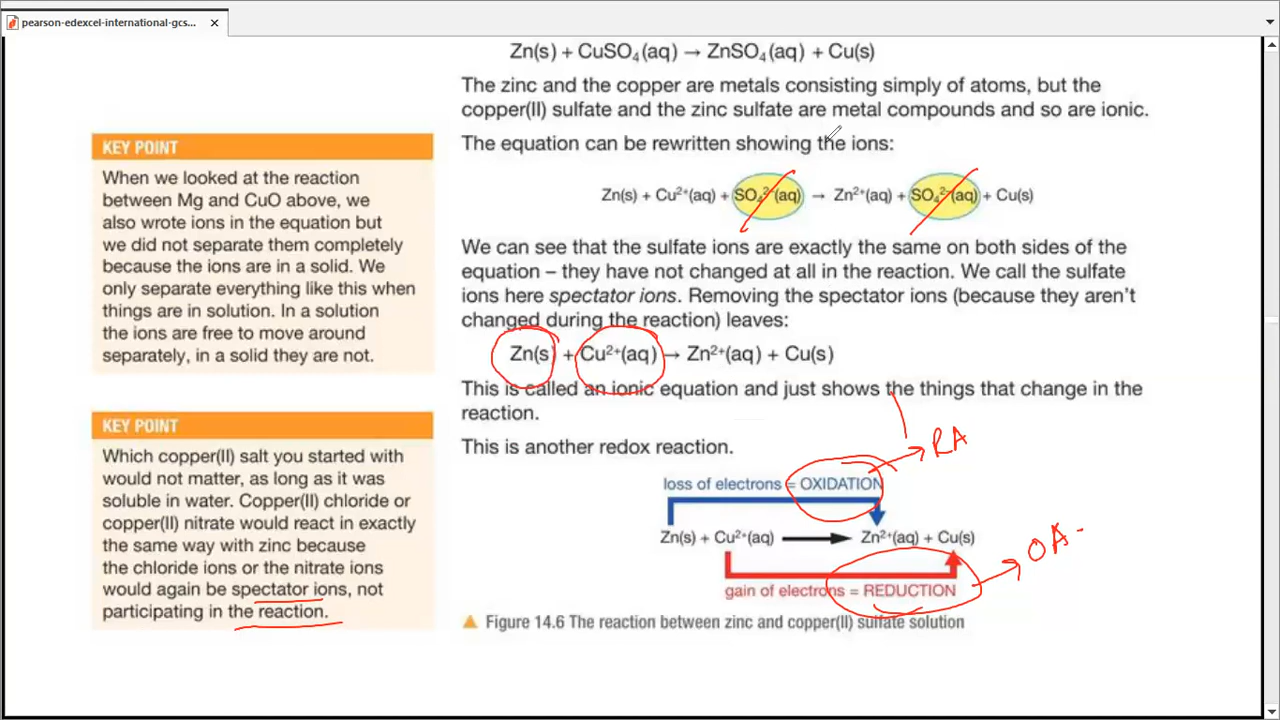 pearson-edexcel-international-gcs...
Zn(s) + CuSO₄(aq) → ZnSO₄(aq) + Cu(s)
The zinc and the copper are metals consisting simply of atoms, but the
copper(II) sulfate and the zinc sulfate are metal compounds and so are ionic.
The equation can be rewritten showing the ions:
Zn(s) + Cu²⁺(aq) + SO₄²⁻(aq) → Zn²⁺(aq) + SO₄²⁻(aq) + Cu(s)
We can see that the sulfate ions are exactly the same on both sides of the
equation – they have not changed at all in the reaction. We call the sulfate
ions here spectator ions. Removing the spectator ions (because they aren't
changed during the reaction) leaves:
Zn(s) + Cu²⁺(aq) → Zn²⁺(aq) + Cu(s)
This is called an ionic equation and just shows the things that change in the
reaction.
This is another redox reaction.
RA
loss of electrons = OXIDATION
Zn(s) + Cu²⁺(aq) → Zn²⁺(aq) + Cu(s)
OA
gain of electrons = REDUCTION
Figure 14.6 The reaction between zinc and copper(II) sulfate solution
KEY POINT
When we looked at the reaction
between Mg and CuO above, we
also wrote ions in the equation but
we did not separate them completely
because the ions are in a solid. We
only separate everything like this when
things are in solution. In a solution
the ions are free to move around
separately, in a solid they are not.
KEY POINT
Which copper(II) salt you started with
would not matter, as long as it was
soluble in water. Copper(II) chloride or
copper(II) nitrate would react in exactly
the same way with zinc because
the chloride ions or the nitrate ions
would again be spectator ions, not
participating in the reaction.